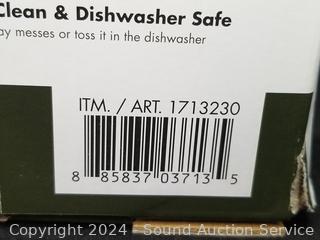 Clean & Dishwasher Safe
ay messes or toss it in the dishwasher
ITM. / ART. 1713230
8 85837 03713 5
Copyright 2024 - Sound Auction Service